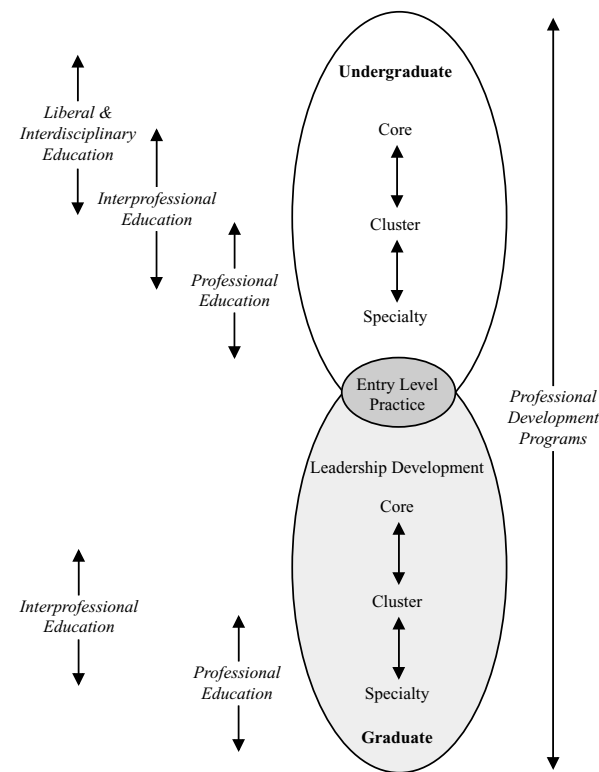 Undergraduate
Liberal &
Interdisciplinary
Education
Core
Interprofessional
Education
Cluster
Professional
Education
Specialty
Entry Level
Practice
Professional
Development
Programs
Leadership Development
Core
Interprofessional
Education
Cluster
Professional
Education
Specialty
Graduate